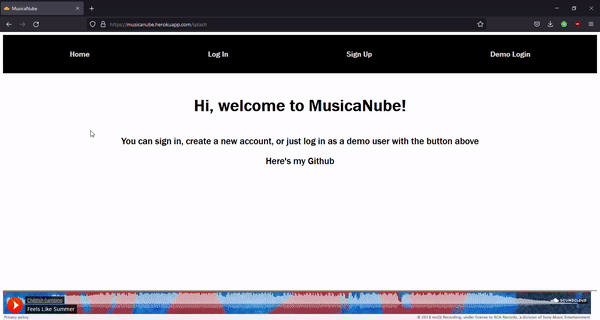 MusicaNube
https://musicanube.herokuapp.com/splash
Home Log In Sign Up Demo Login
Hi, welcome to MusicaNube!
You can sign in, create a new account, or just log in as a demo user with the button above
Here's my Github
Childish Gambino
Feels Like Summer
SOUNDCLOUD
Privacy policy
© 2018 mcDJ Recording, under license to RCA Records, a division of Sony Music Entertainment